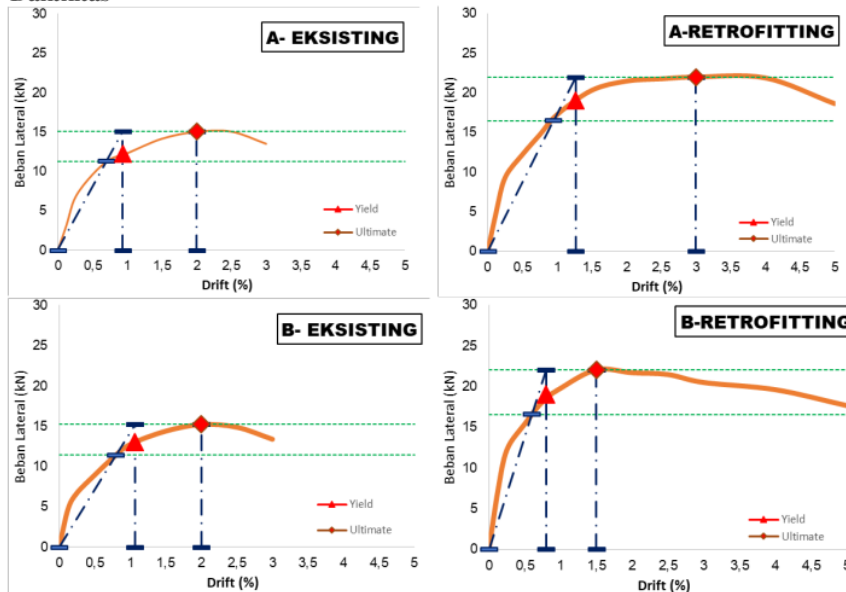 A- EKSISTING
Beban Lateral (kN)
30
25
20
15
10
5
0
Yield
Ultimate
0 0,5 1 1,5 2 2,5 3 3,5 4 4,5 5
Drift (%)
A-RETROFITTING
Beban Lateral (kN)
30
25
20
15
10
5
0
Yield
Ultimate
0 0,5 1 1,5 2 2,5 3 3,5 4 4,5 5
Drift (%)
B- EKSISTING
Beban Lateral (kN)
30
25
20
15
10
5
0
Yield
Ultimate
0 0,5 1 1,5 2 2,5 3 3,5 4 4,5 5
Drift (%)
B-RETROFITTING
Beban Lateral (kN)
30
25
20
15
10
5
0
Yield
Ultimate
0 0,5 1 1,5 2 2,5 3 3,5 4 4,5 5
Drift (%)